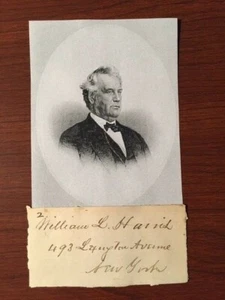 William L. Harris
493 Lexington Avenue
New York